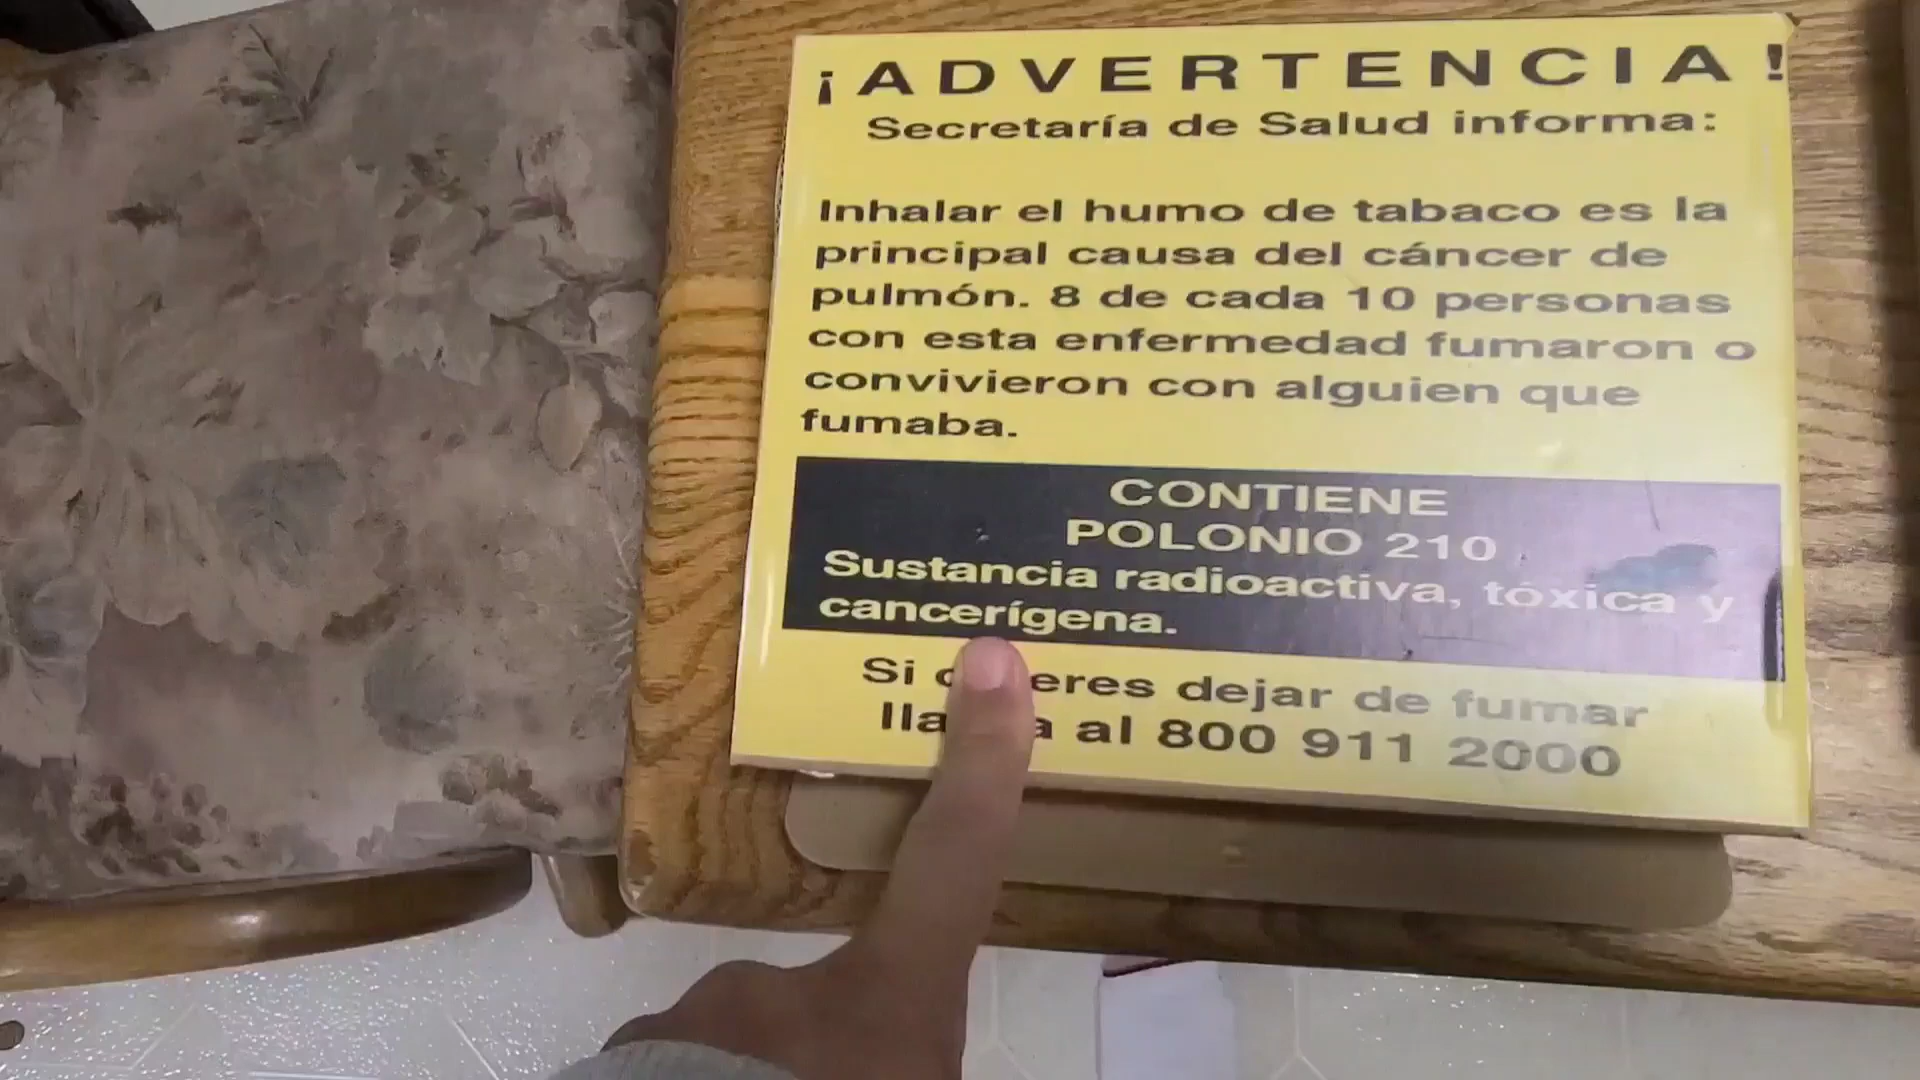 ¡ADVERTENCIA!
Secretaría de Salud informa:
Inhalar el humo de tabaco es la
principal causa del cáncer de
pulmón. 8 de cada 10 personas
con esta enfermedad fumaron o
convivieron con alguien que
fumaba.
CONTIENE
POLONIO 210
Sustancia radioactiva, tóxica y
cancerígena.
Si dejar de fumar
al 800 911 2000